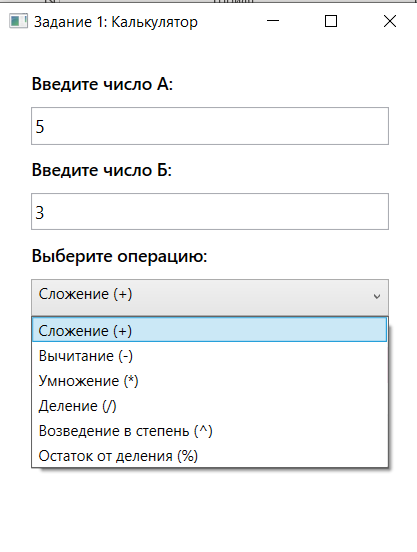 Задание 1: Калькулятор
Введите число А:
5
Введите число Б:
3
Выберите операцию:
Сложение (+)
Сложение (+)
Вычитание (-)
Умножение (*)
Деление (/)
Возведение в степень (^)
Остаток от деления (%)